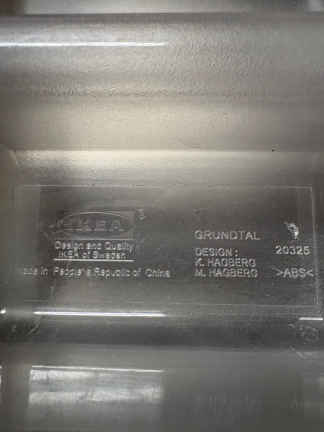 IKEA
Design and Quality
IKEA of Sweden
Made in People's Republic of China
GRUNDTAL
DESIGN: 20325
K. HAGBERG
M. HAGBERG >ABS<